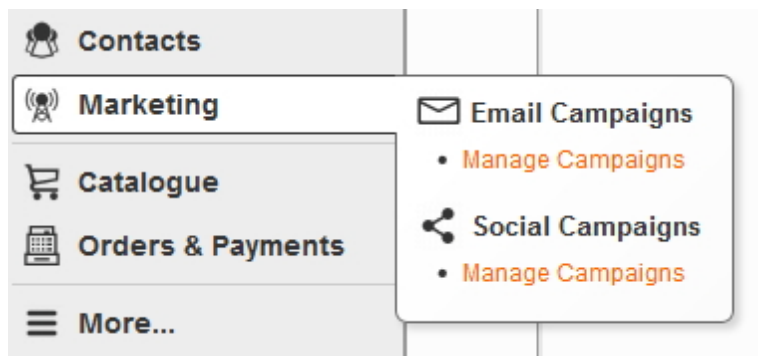 Contacts
Marketing
Catalogue
Orders & Payments
More...
Email Campaigns
• Manage Campaigns
Social Campaigns
• Manage Campaigns